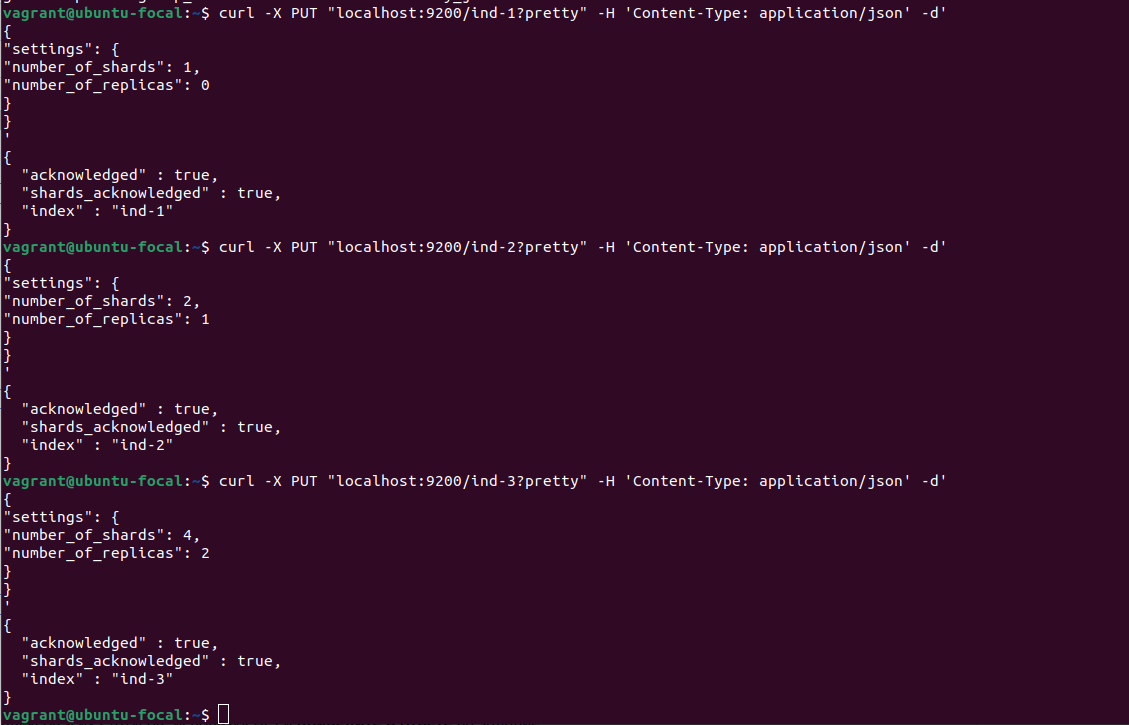 vagrant@ubuntu-focal:~$ curl -X PUT "localhost:9200/ind-1?pretty" -H 'Content-Type: application/json' -d'
{
"settings": {
"number_of_shards": 1,
"number_of_replicas": 0
}
}
'
{
  "acknowledged" : true,
  "shards_acknowledged" : true,
  "index" : "ind-1"
}
vagrant@ubuntu-focal:~$ curl -X PUT "localhost:9200/ind-2?pretty" -H 'Content-Type: application/json' -d'
{
"settings": {
"number_of_shards": 2,
"number_of_replicas": 1
}
}
'
{
  "acknowledged" : true,
  "shards_acknowledged" : true,
  "index" : "ind-2"
}
vagrant@ubuntu-focal:~$ curl -X PUT "localhost:9200/ind-3?pretty" -H 'Content-Type: application/json' -d'
{
"settings": {
"number_of_shards": 4,
"number_of_replicas": 2
}
}
'
{
  "acknowledged" : true,
  "shards_acknowledged" : true,
  "index" : "ind-3"
}
vagrant@ubuntu-focal:~$